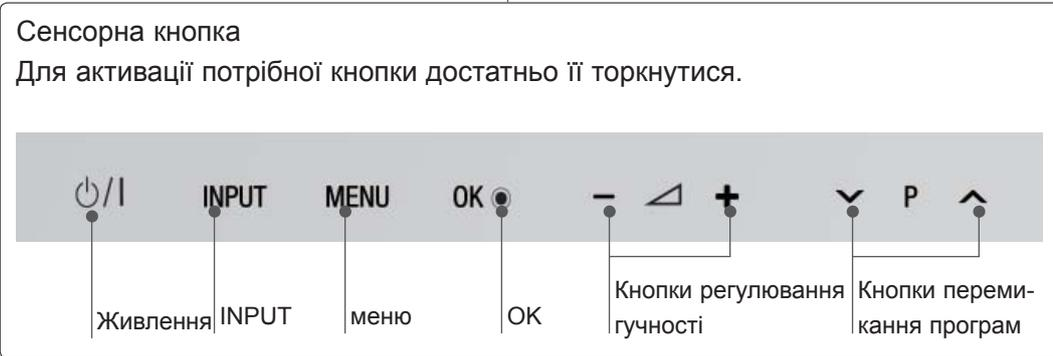 Сенсорна кнопка
Для активації потрібної кнопки достатньо її торкнутися.
⏻/I INPUT MENU OK ◉ − ◿ + ⌄ P ⌃
Живлення INPUT меню OK
Кнопки регулювання
гучності
Кнопки переми-
кання програм